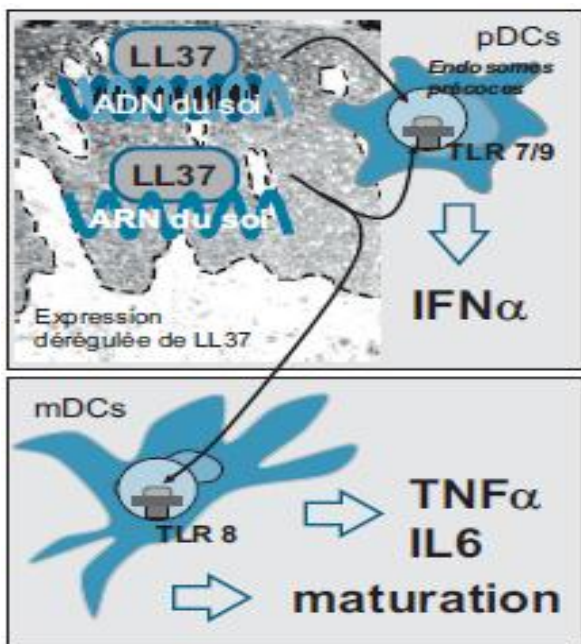 LL37
ADN du soi
LL37
ARN du soi
Expression
dérégulée de LL37
pDCs
Endosomes
précoces
TLR 7/9
IFNα
mDCs
TLR 8
TNFα
IL6
maturation